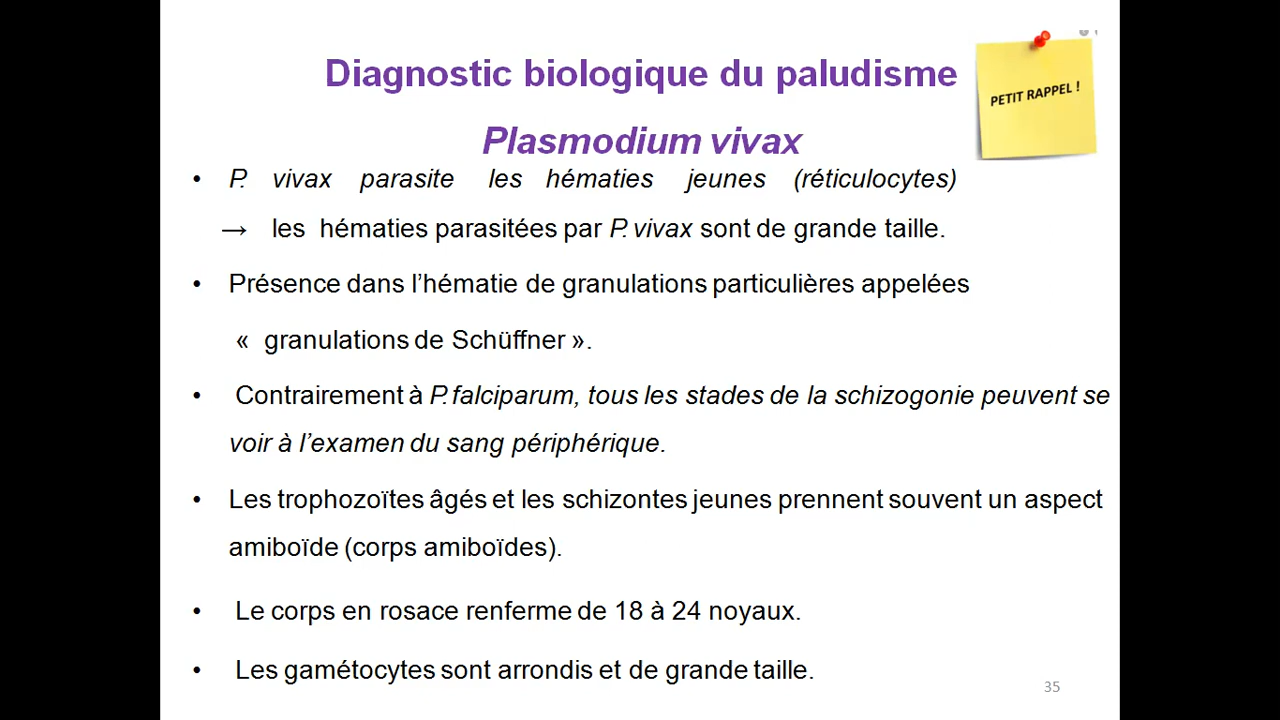 Diagnostic biologique du paludisme
PETIT RAPPEL !
Plasmodium vivax
• P. vivax parasite les hématies jeunes (réticulocytes)
→ les hématies parasitées par P. vivax sont de grande taille.
• Présence dans l’hématie de granulations particulières appelées
« granulations de Schüffner ».
• Contrairement à P. falciparum, tous les stades de la schizogonie peuvent se
voir à l’examen du sang périphérique.
• Les trophozoïtes âgés et les schizontes jeunes prennent souvent un aspect
amiboïde (corps amiboïdes).
• Le corps en rosace renferme de 18 à 24 noyaux.
• Les gamétocytes sont arrondis et de grande taille.
35